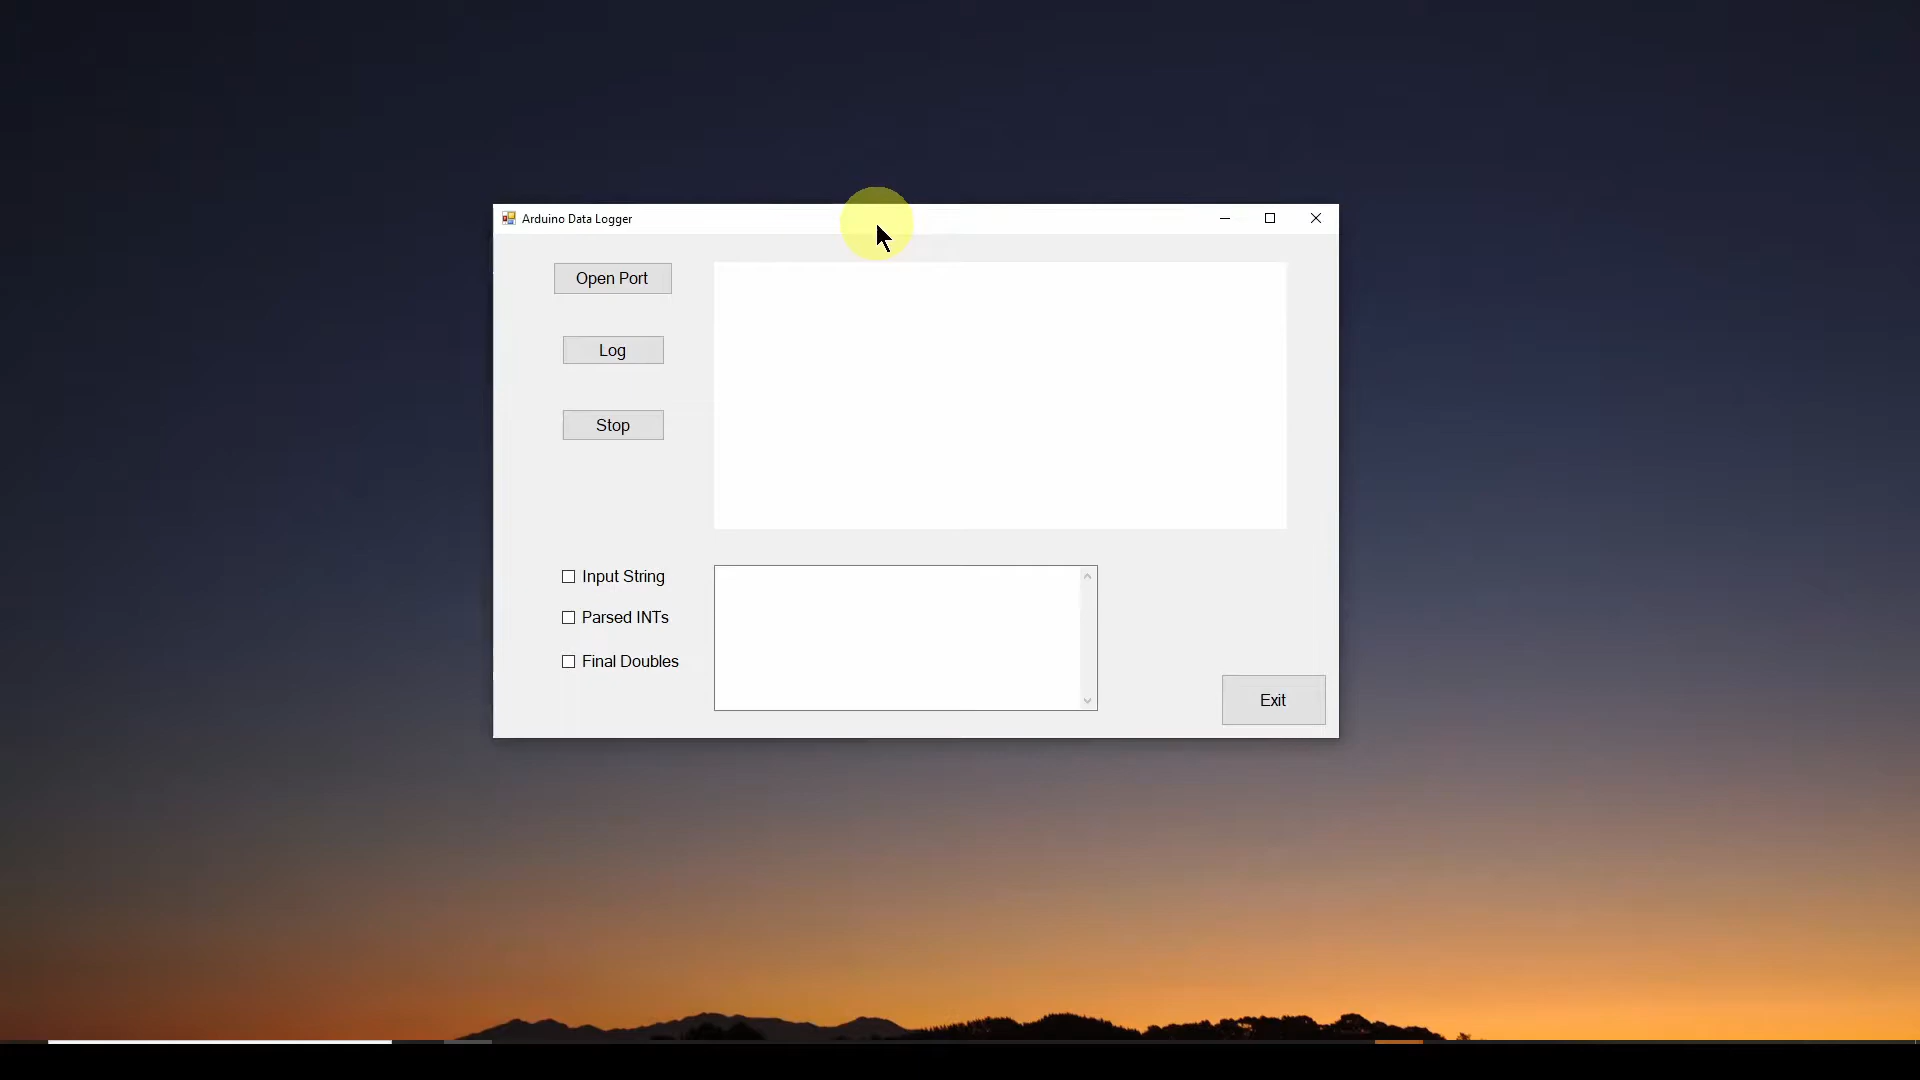 Arduino Data Logger
Open Port
Log
Stop
Input String
Parsed INTs
Final Doubles
Exit